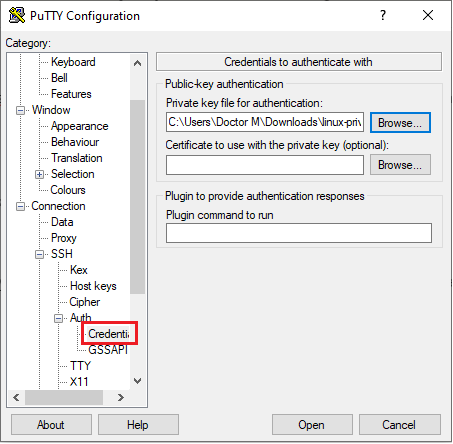 PuTTY Configuration
Category:
Keyboard
Bell
Features
Window
Appearance
Behaviour
Translation
Selection
Colours
Connection
Data
Proxy
SSH
Kex
Host keys
Cipher
Auth
Credentia
GSSAPI
TTY
X11
Credentials to authenticate with
Public-key authentication
Private key file for authentication:
C:\Users\Doctor M\Downloads\linux-priv
Browse...
Certificate to use with the private key (optional):
Browse...
Plugin to provide authentication responses
Plugin command to run
About
Help
Open
Cancel